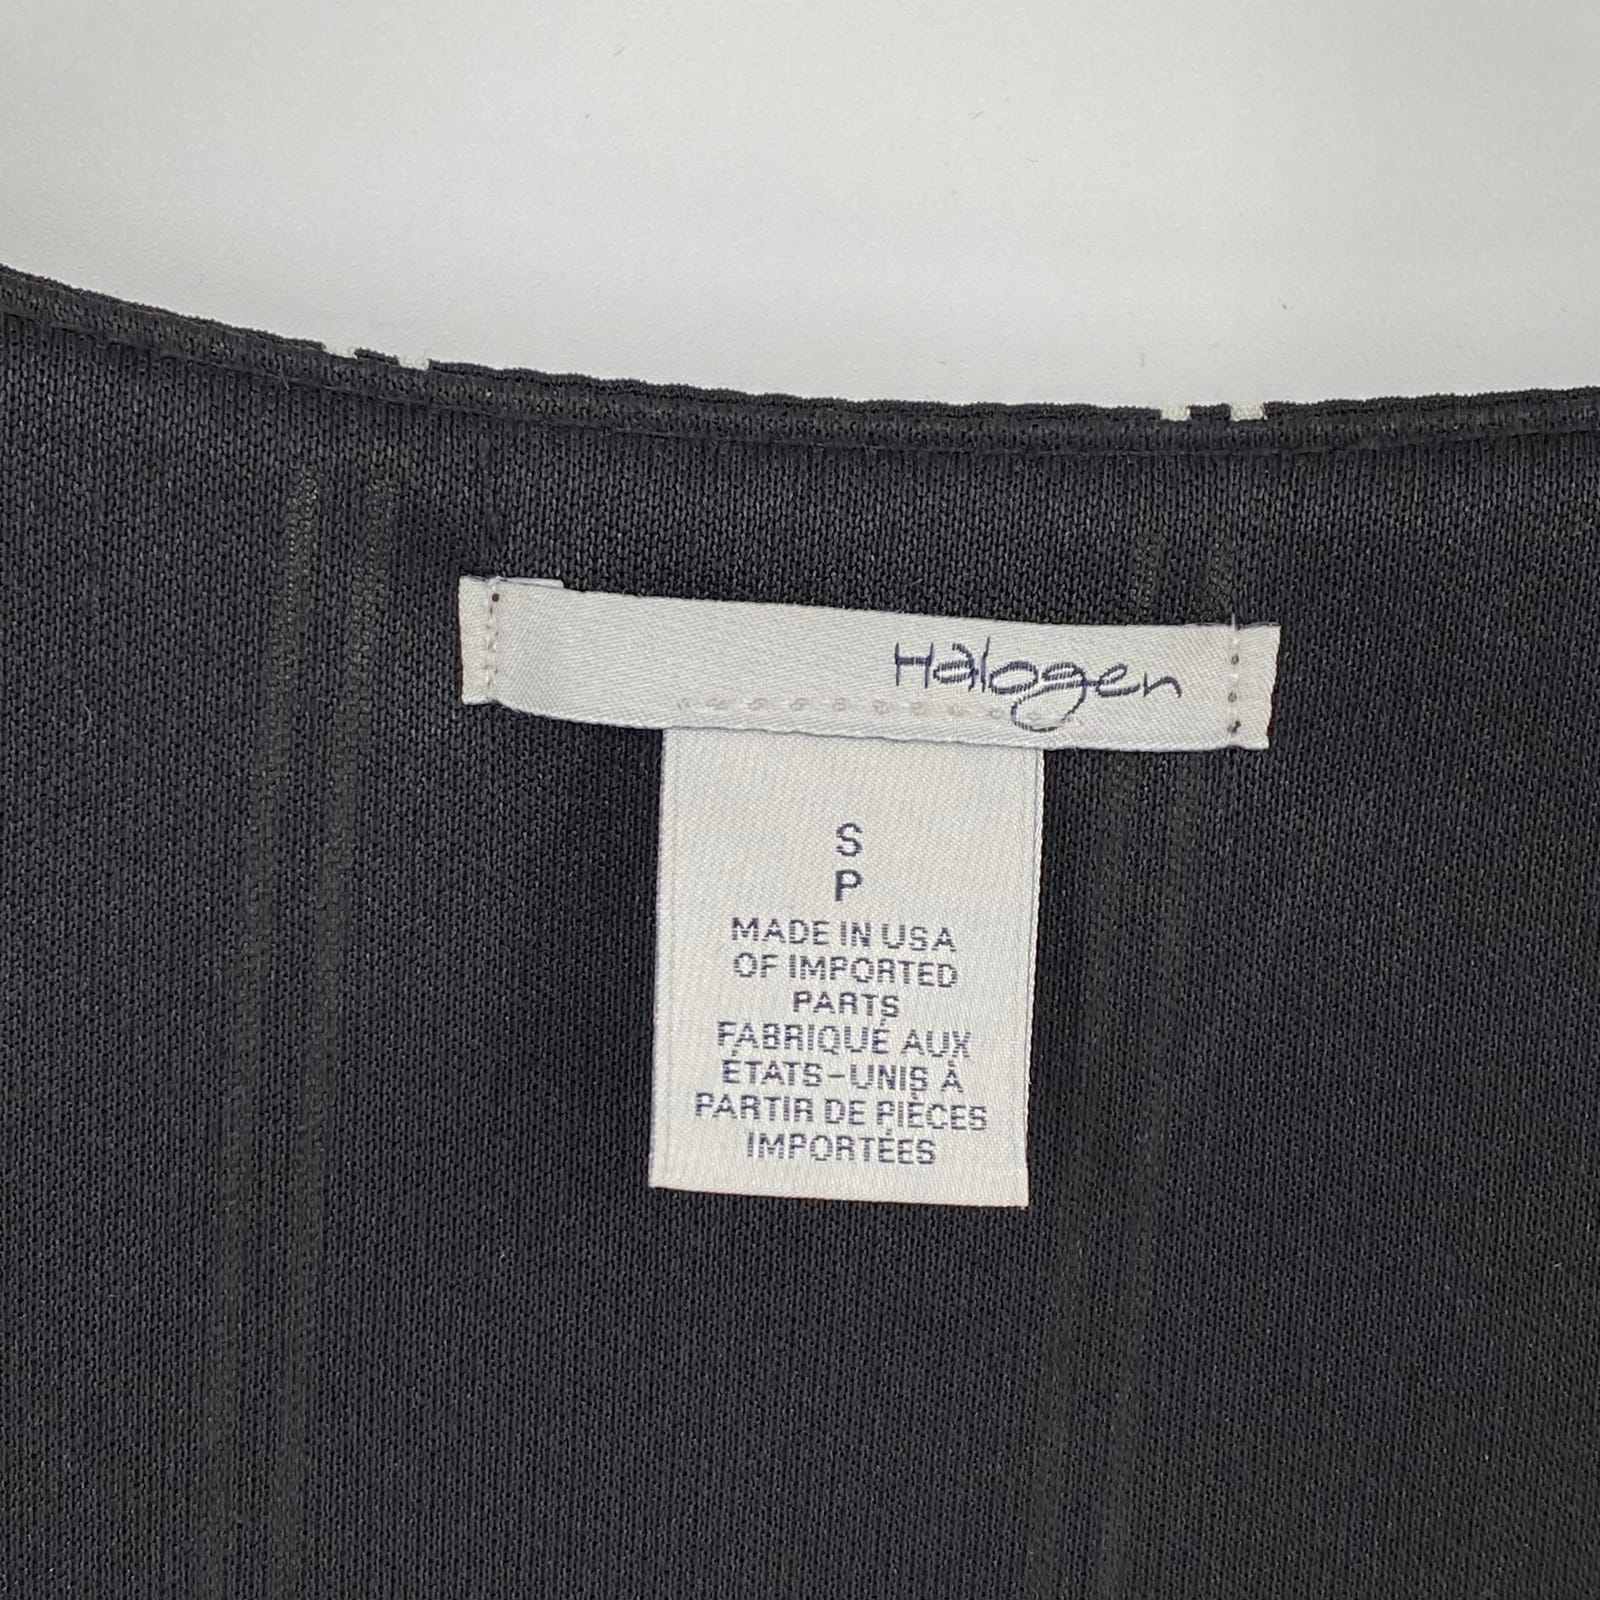 Halogen
S
P
MADE IN USA
OF IMPORTED
PARTS
FABRIQUÉ AUX
ÉTATS-UNIS À
PARTIR DE PIÈCES
IMPORTÉES